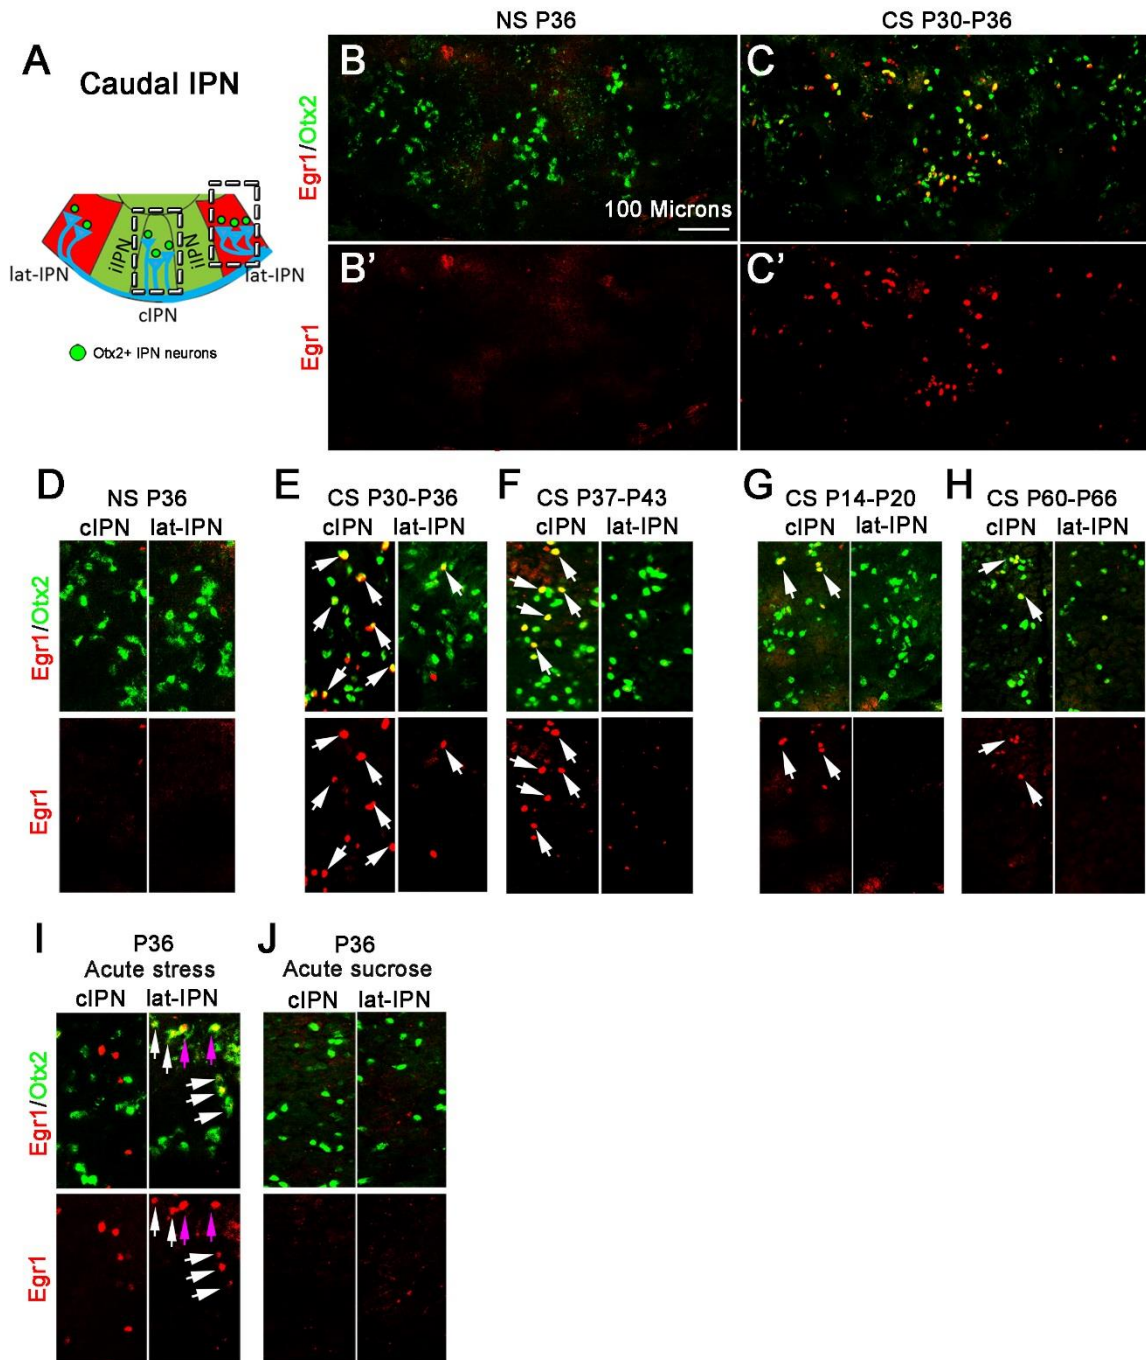 NS P36
CS P30-P36
A
Caudal IPN
lat-IPN
iIPN
iIPN
lat-IPN
cIPN
Otx2+ IPN neurons
B
C
Egr1/Otx2
100 Microns
B’
C’
Egr1
D
NS P36
cIPN lat-IPN
E
CS P30-P36
cIPN lat-IPN
F
CS P37-P43
cIPN lat-IPN
G
CS P14-P20
cIPN lat-IPN
H
CS P60-P66
cIPN lat-IPN
Egr1/Otx2
Egr1
I
P36
Acute stress
cIPN lat-IPN
J
P36
Acute sucrose
cIPN lat-IPN
Egr1/Otx2
Egr1